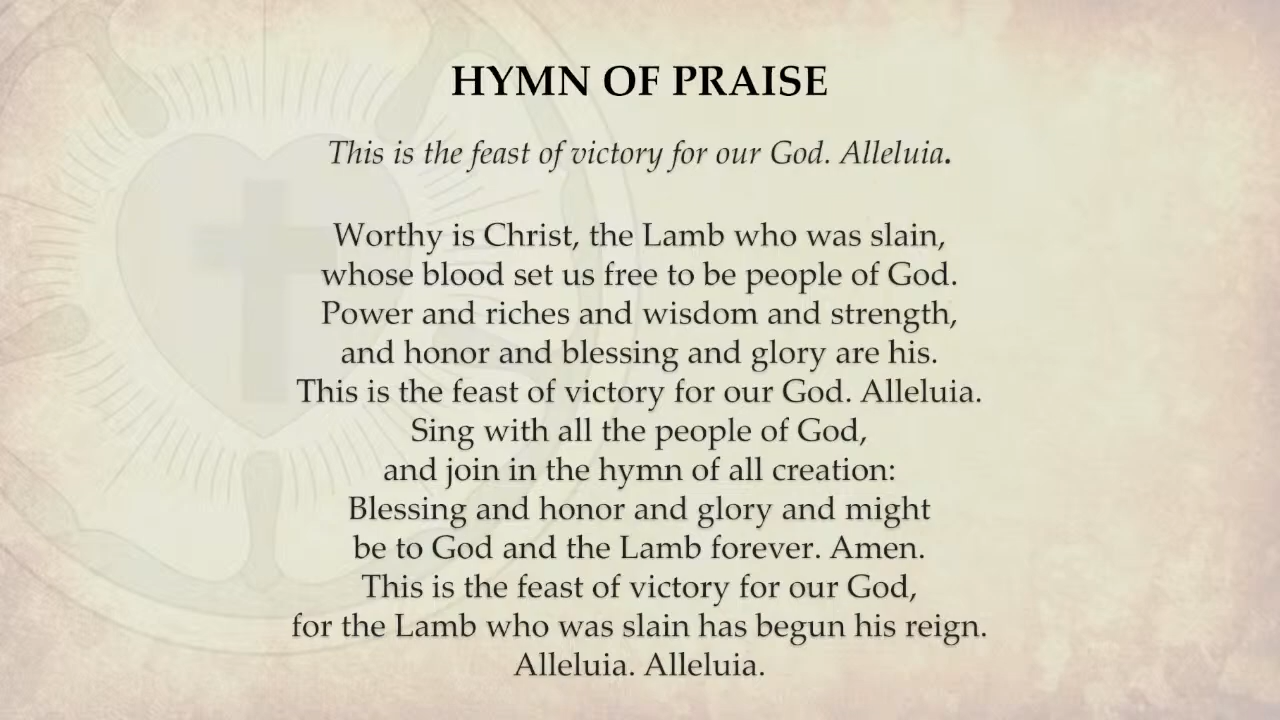 HYMN OF PRAISE
This is the feast of victory for our God. Alleluia.
Worthy is Christ, the Lamb who was slain,
whose blood set us free to be people of God.
Power and riches and wisdom and strength,
and honor and blessing and glory are his.
This is the feast of victory for our God. Alleluia.
Sing with all the people of God,
and join in the hymn of all creation:
Blessing and honor and glory and might
be to God and the Lamb forever. Amen.
This is the feast of victory for our God,
for the Lamb who was slain has begun his reign.
Alleluia. Alleluia.